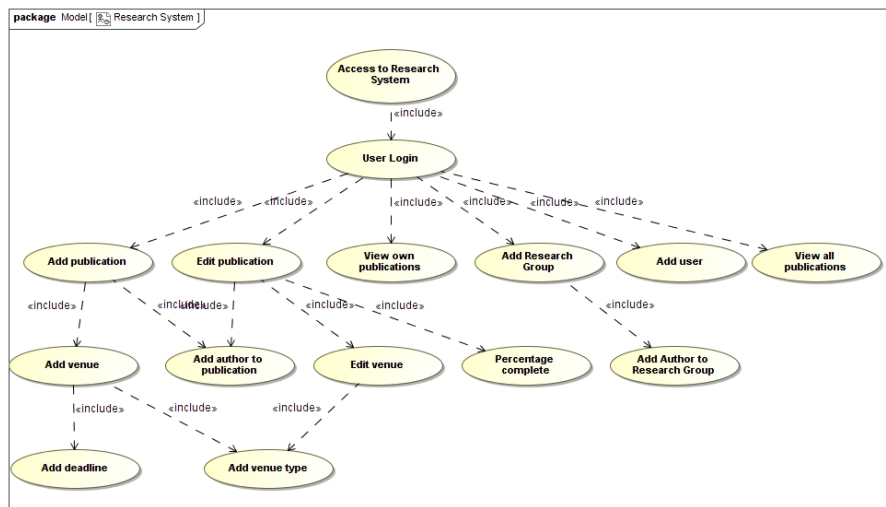 package Model[ Research System ]
Access to Research
System
«include»
User Login
«include»
«include»
«include»
«include»
«include»
«include»
Add publication
Edit publication
View own
publications
Add Research
Group
Add user
View all
publications
«include»
«include»
«include»
«include»
«include»
«include»
Add venue
Add author to
publication
Edit venue
Percentage
complete
Add Author to
Research Group
«include»
«include»
«include»
Add deadline
Add venue type